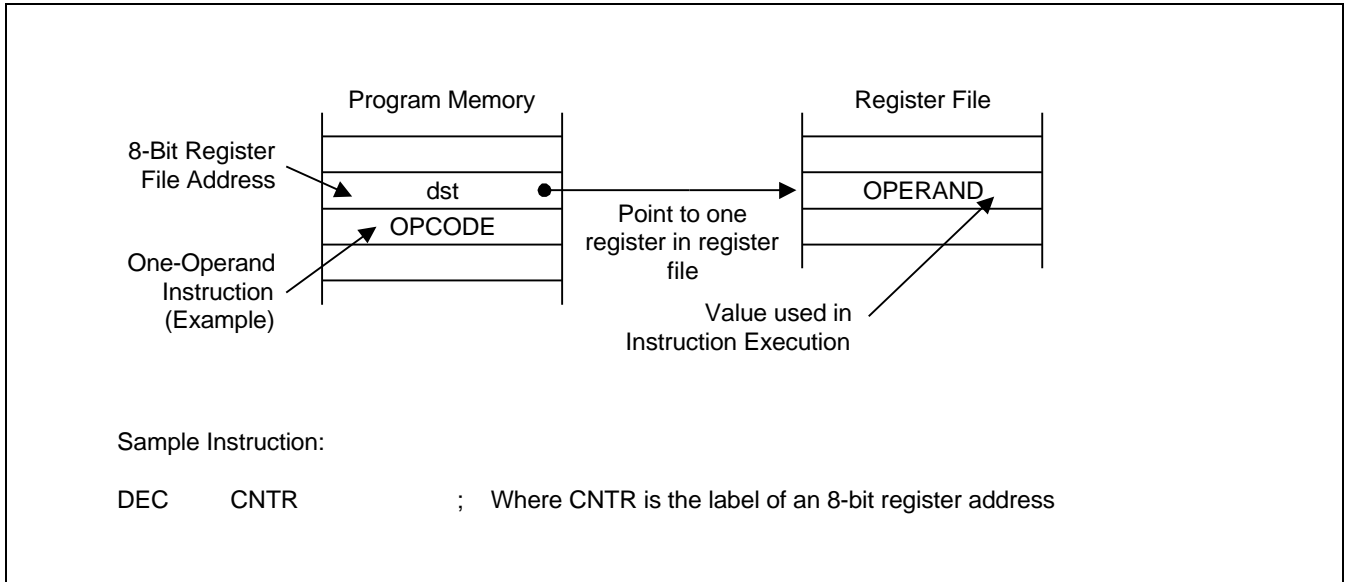 Program Memory
Register File
8-Bit Register
File Address
dst
OPERAND
OPCODE
Point to one
register in register
file
One-Operand
Instruction
(Example)
Value used in
Instruction Execution
Sample Instruction:
DEC CNTR ; Where CNTR is the label of an 8-bit register address